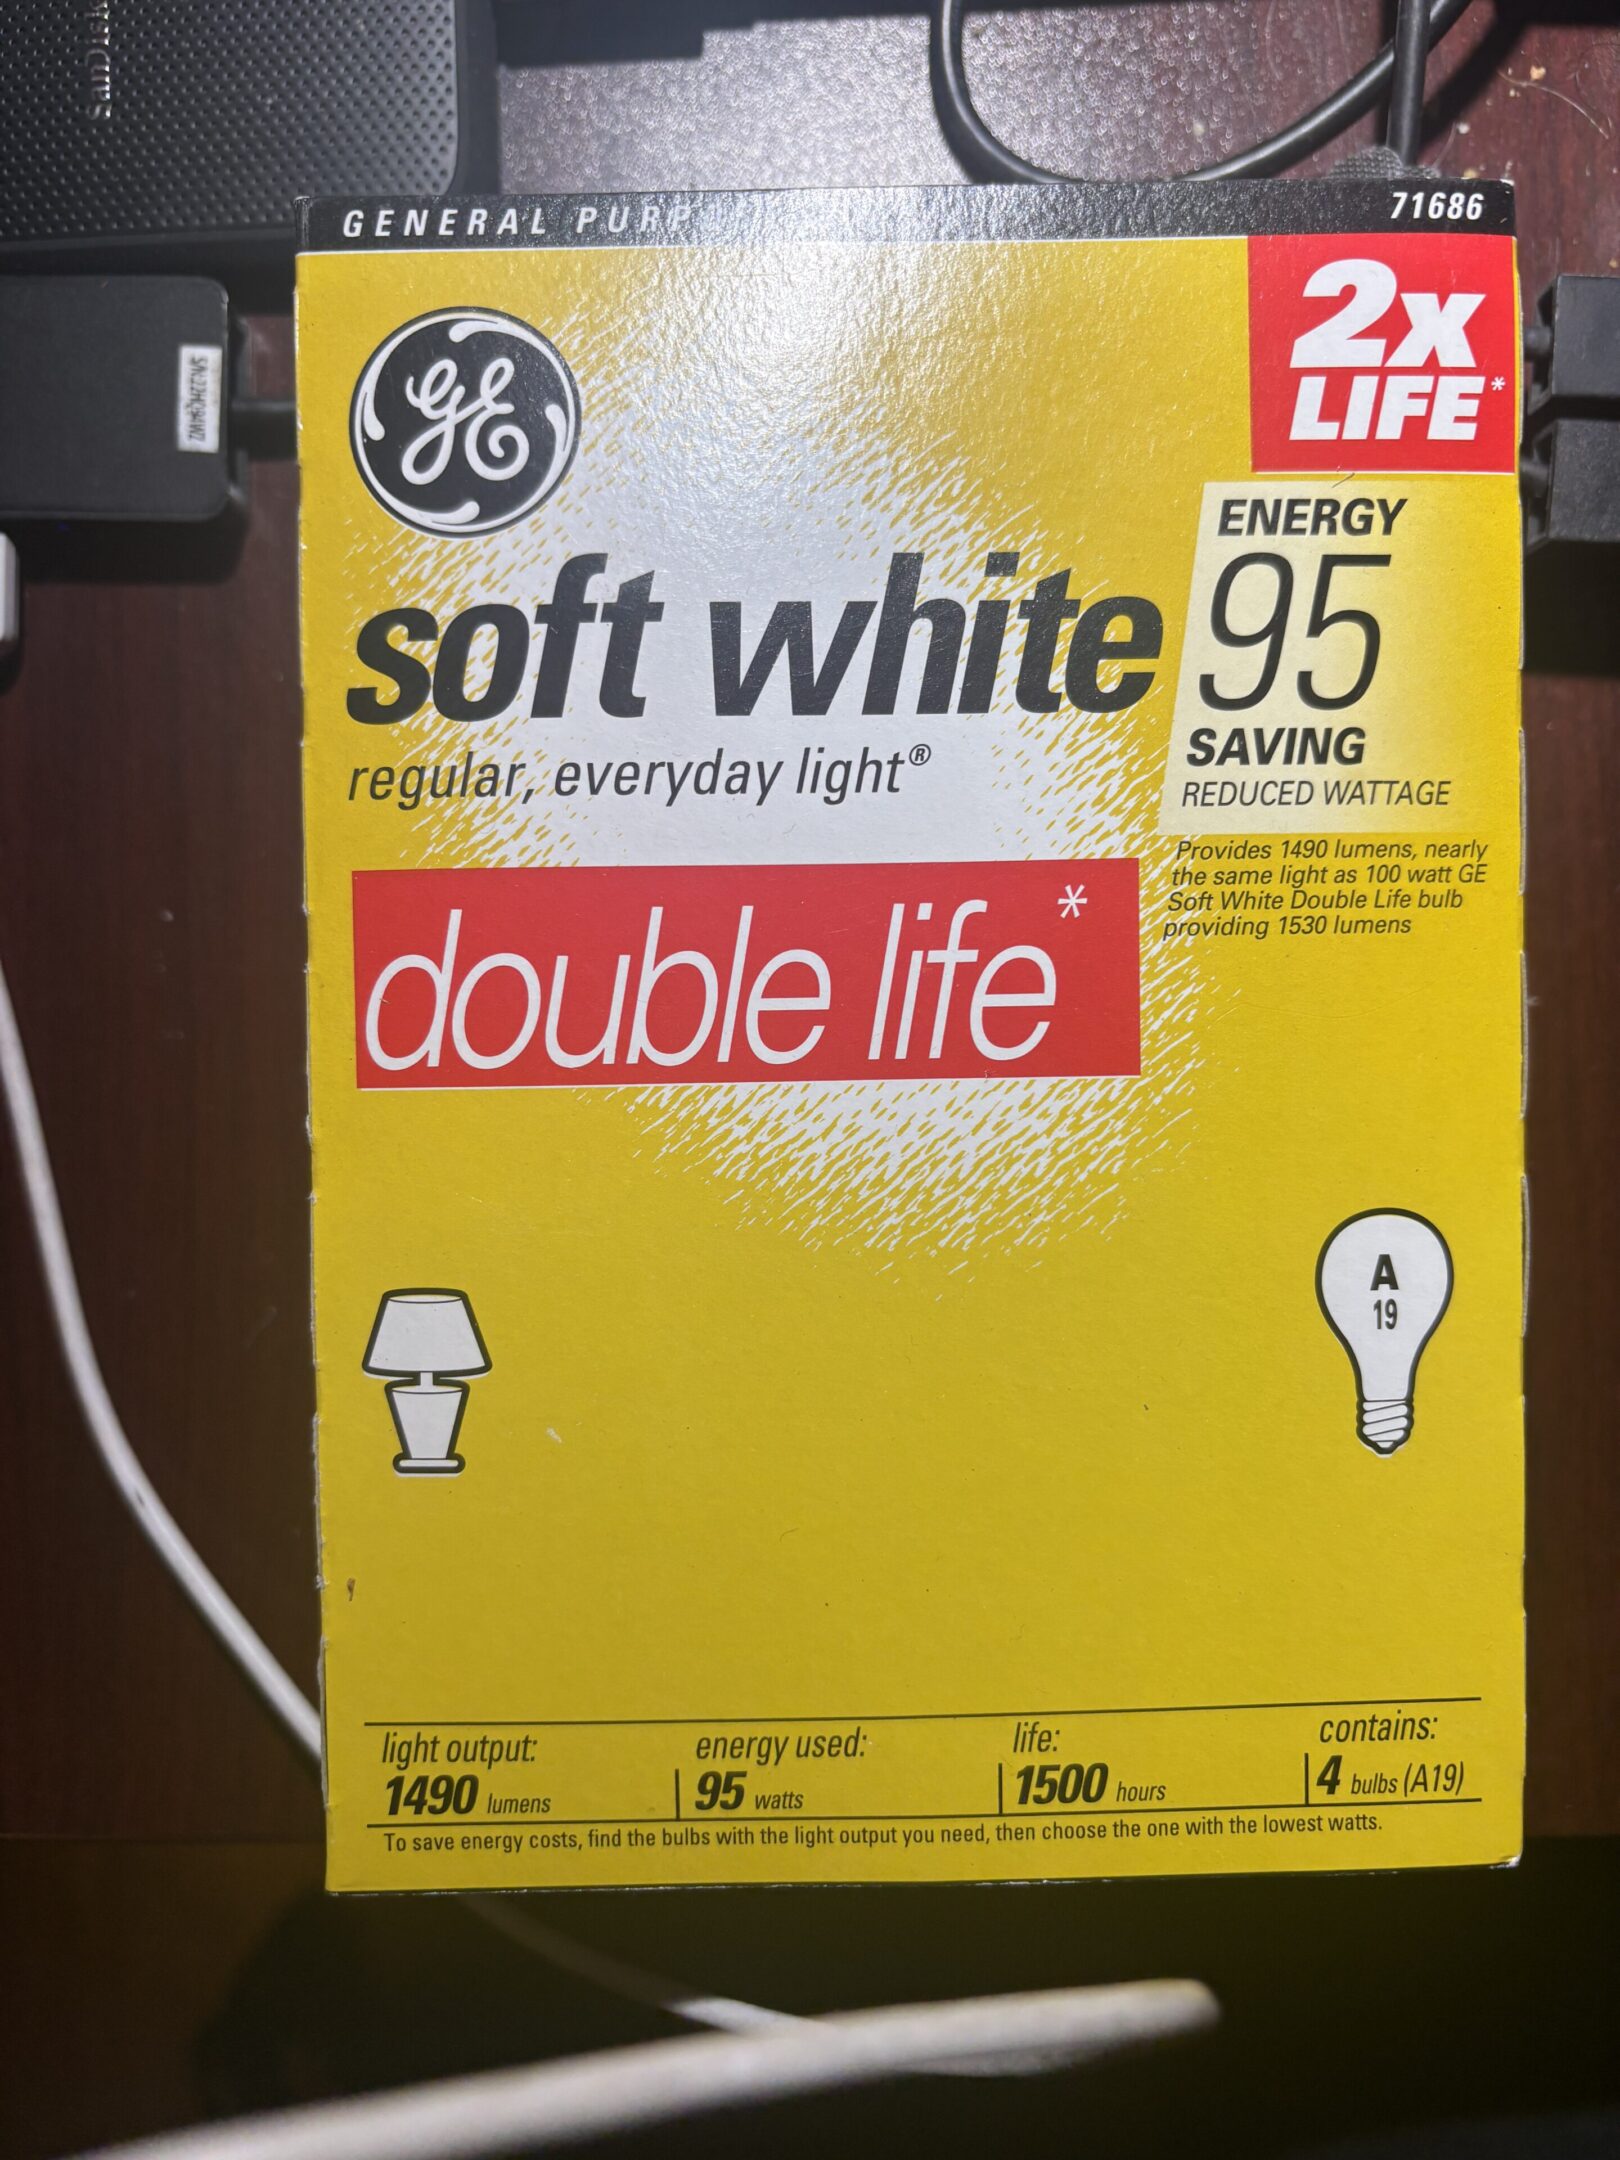 SanDisk
GENERAL PURP
71686
2x
LIFE*
GE
ENERGY
95
SAVING
REDUCED WATTAGE
soft white
regular, everyday light®
Provides 1490 lumens, nearly
the same light as 100 watt GE
Soft White Double Life bulb
providing 1530 lumens
double life*
A
19
light output:
1490 lumens
energy used:
95 watts
life:
1500 hours
contains:
4 bulbs (A19)
To save energy costs, find the bulbs with the light output you need, then choose the one with the lowest watts.